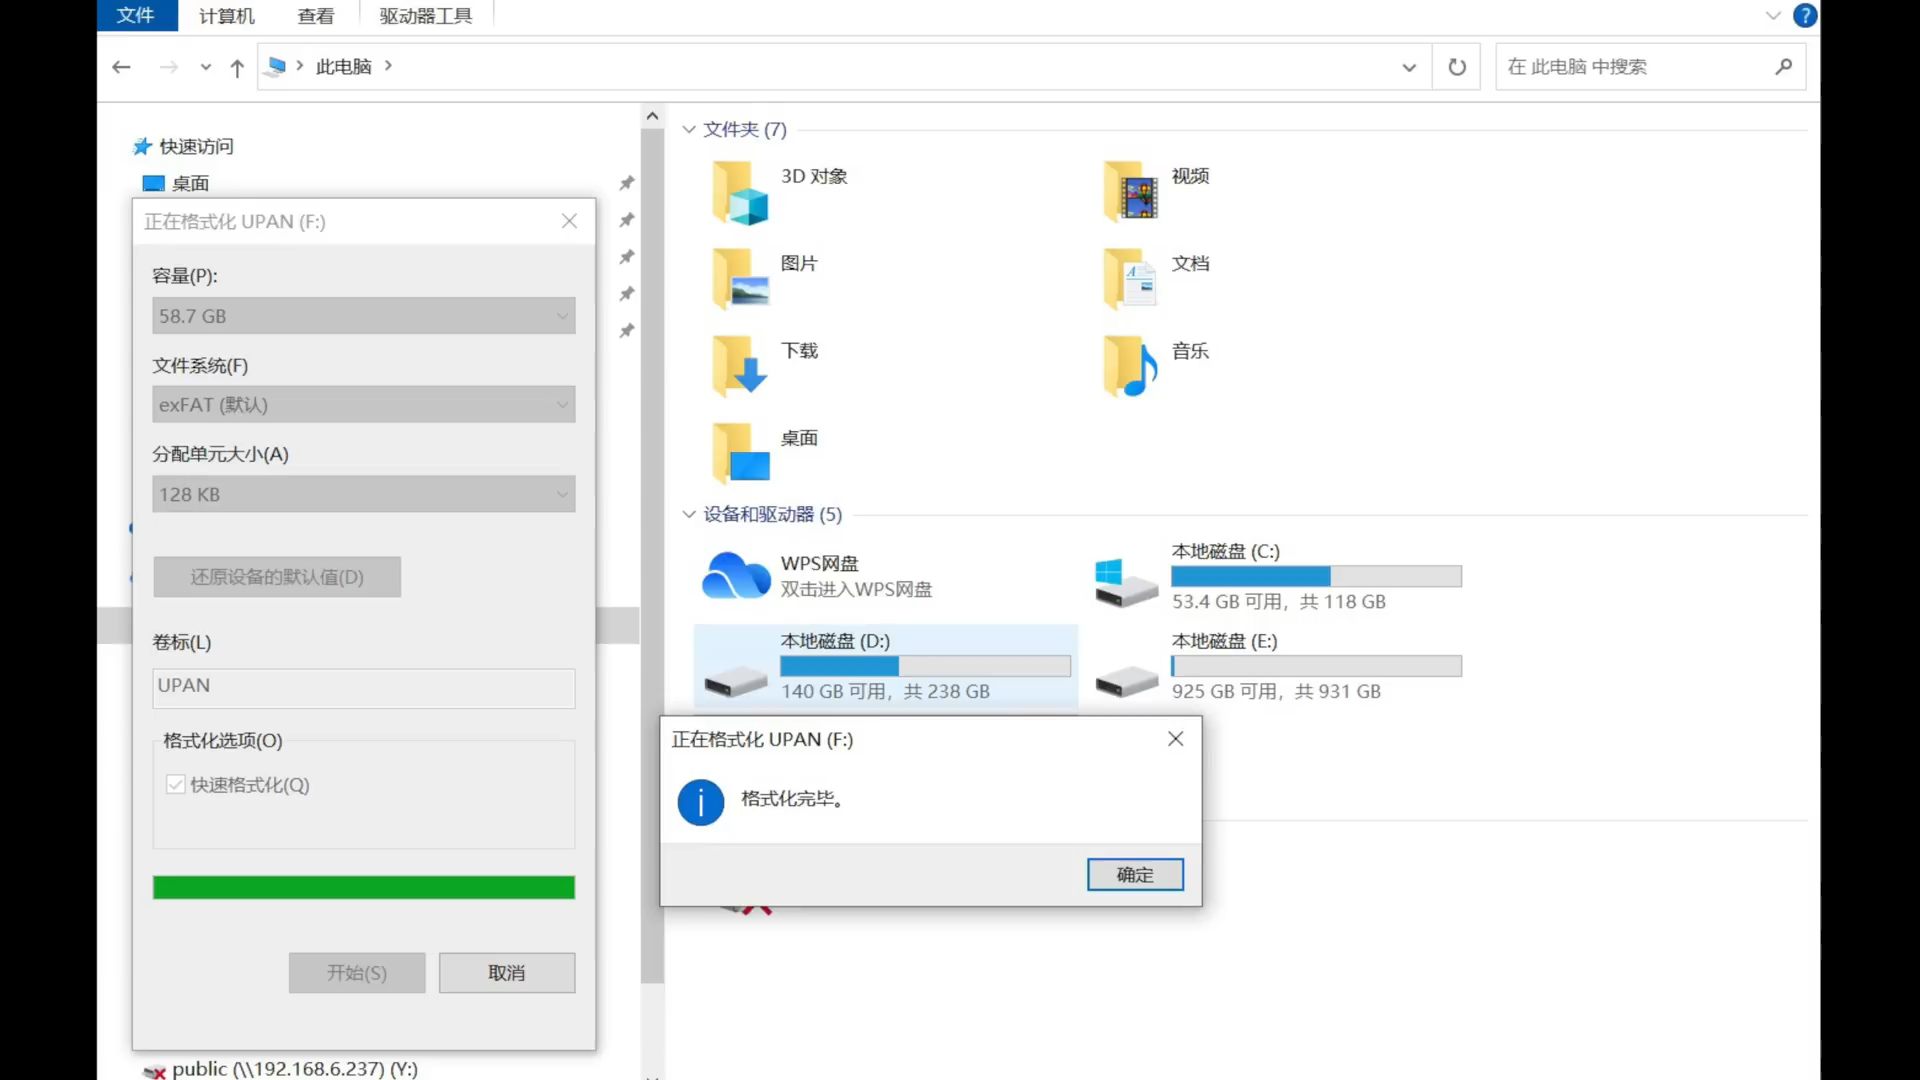 文件 计算机 查看 驱动器工具
此电脑
在 此电脑 中搜索
快速访问
桌面
正在格式化 UPAN (F:)
容量(P):
58.7 GB
文件系统(F)
exFAT (默认)
分配单元大小(A)
128 KB
还原设备的默认值(D)
卷标(L)
UPAN
格式化选项(O)
快速格式化(Q)
开始(S)
取消
public (\\192.168.6.237) (Y:)
文件夹 (7)
3D 对象
视频
图片
文档
下载
音乐
桌面
设备和驱动器 (5)
WPS网盘
双击进入WPS网盘
本地磁盘 (C:)
53.4 GB 可用，共 118 GB
本地磁盘 (D:)
140 GB 可用，共 238 GB
本地磁盘 (E:)
925 GB 可用，共 931 GB
正在格式化 UPAN (F:)
格式化完毕。
确定